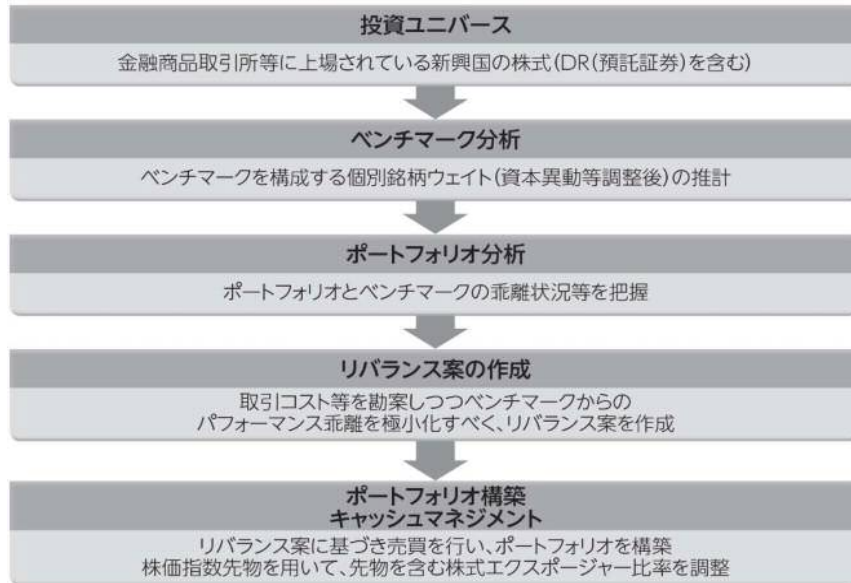 投資ユニバース
金融商品取引所等に上場されている新興国の株式(DR(預託証券)を含む)
ベンチマーク分析
ベンチマークを構成する個別銘柄ウェイト(資本異動等調整後)の推計
ポートフォリオ分析
ポートフォリオとベンチマークの乖離状況等を把握
リバランス案の作成
取引コスト等を勘案しつつベンチマークからの
パフォーマンス乖離を極小化すべく、リバランス案を作成
ポートフォリオ構築
キャッシュマネジメント
リバランス案に基づき売買を行い、ポートフォリオを構築
株価指数先物を用いて、先物を含む株式エクスポージャー比率を調整